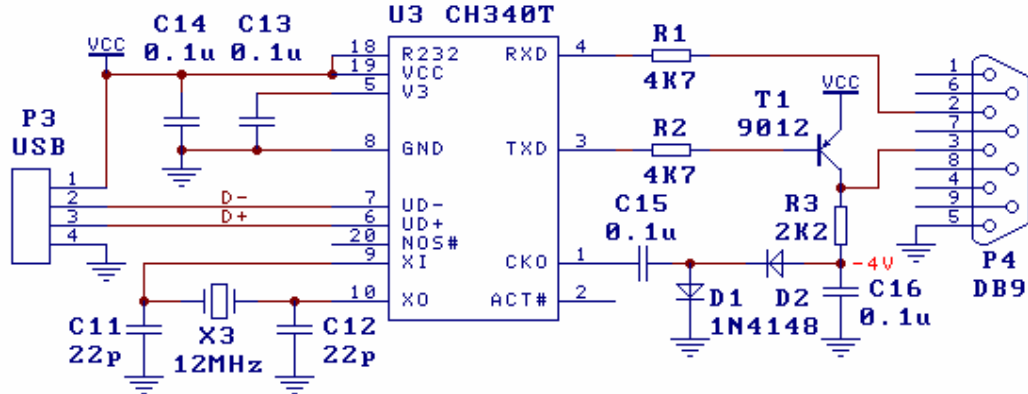 U3 CH340T
C14 C13
0.1u 0.1u
VCC
18 R232
19 VCC
5 V3
8 GND
7 UD-
6 UD+
20 NOS#
9 XI
10 XO
RXD 4
TXD 3
CKO 1
ACT# 2
P3
USB
1
2
3
4
D-
D+
C11
22p
X3
12MHz
C12
22p
R1
4K7
R2
4K7
T1
9012
VCC
C15
0.1u
R3
2K2
-4V
D1
1N4148
D2
C16
0.1u
1
6
2
7
3
8
4
9
5
P4
DB9